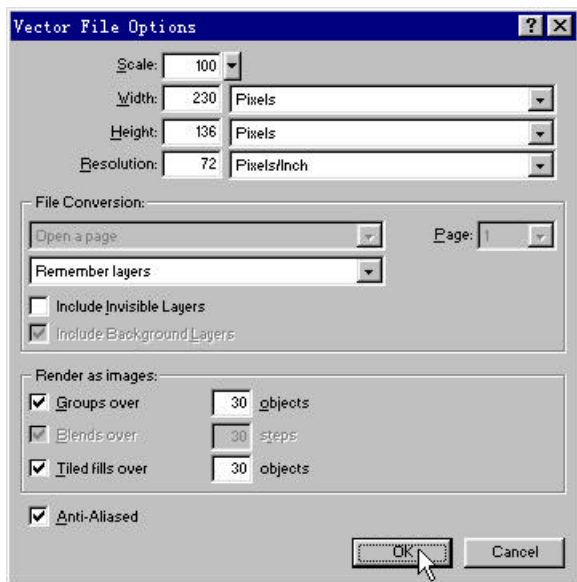 Vector File Options
Scale: 100
Width: 230 Pixels
Height: 136 Pixels
Resolution: 72 Pixels/Inch
File Conversion:
Open a page Page: 1
Remember layers
Include Invisible Layers
Include Background Layers
Render as images:
Groups over 30 objects
Blends over 30 steps
Tiled fills over 30 objects
Anti-Aliased
OK Cancel